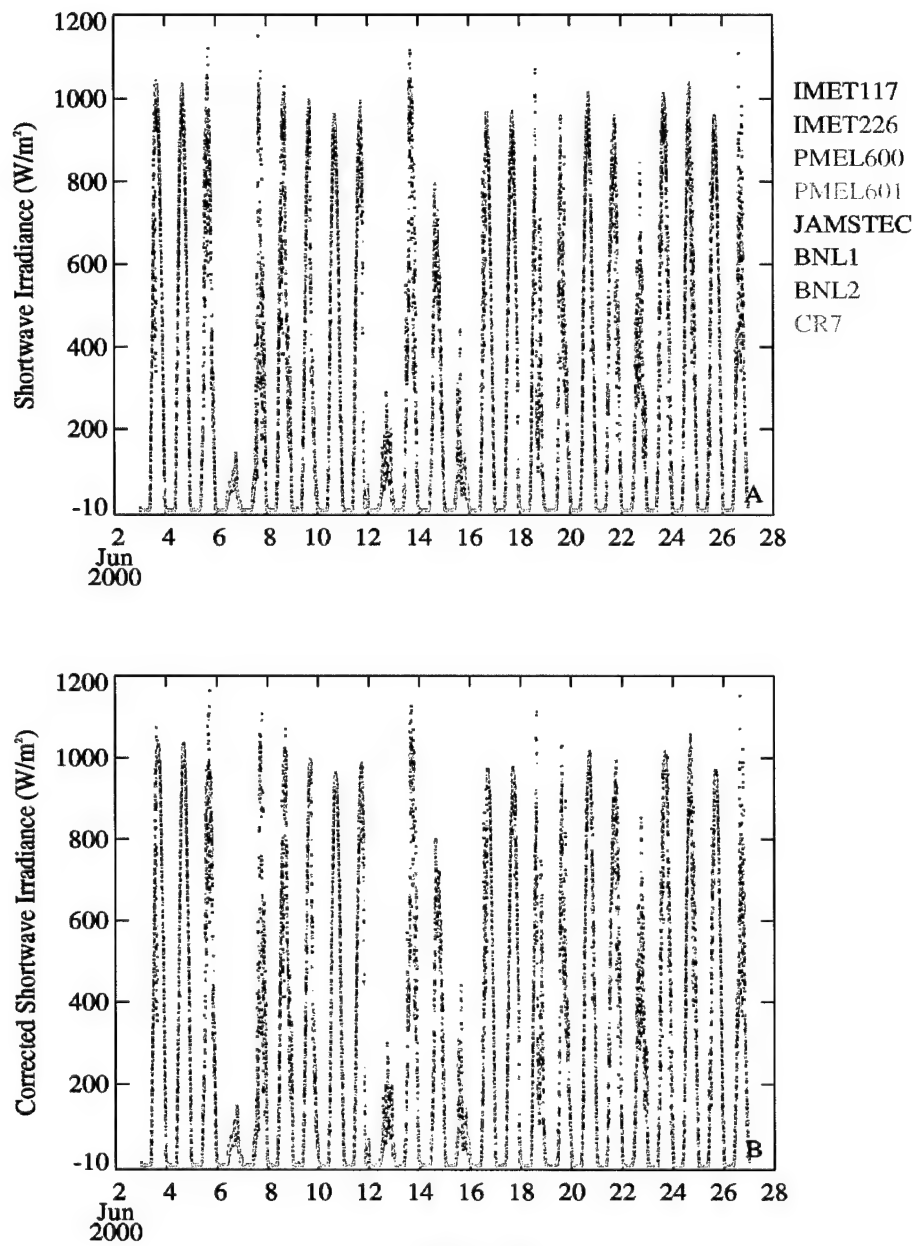 1200
1000
800
600
400
200
-10
Shortwave Irradiance (W/m²)
A
2 4 6 8 10 12 14 16 18 20 22 24 26 28
Jun
2000
IMET117
IMET226
PMEL600
PMEL601
JAMSTEC
BNL1
BNL2
CR7
1200
1000
800
600
400
200
-10
Corrected Shortwave Irradiance (W/m²)
B
2 4 6 8 10 12 14 16 18 20 22 24 26 28
Jun
2000